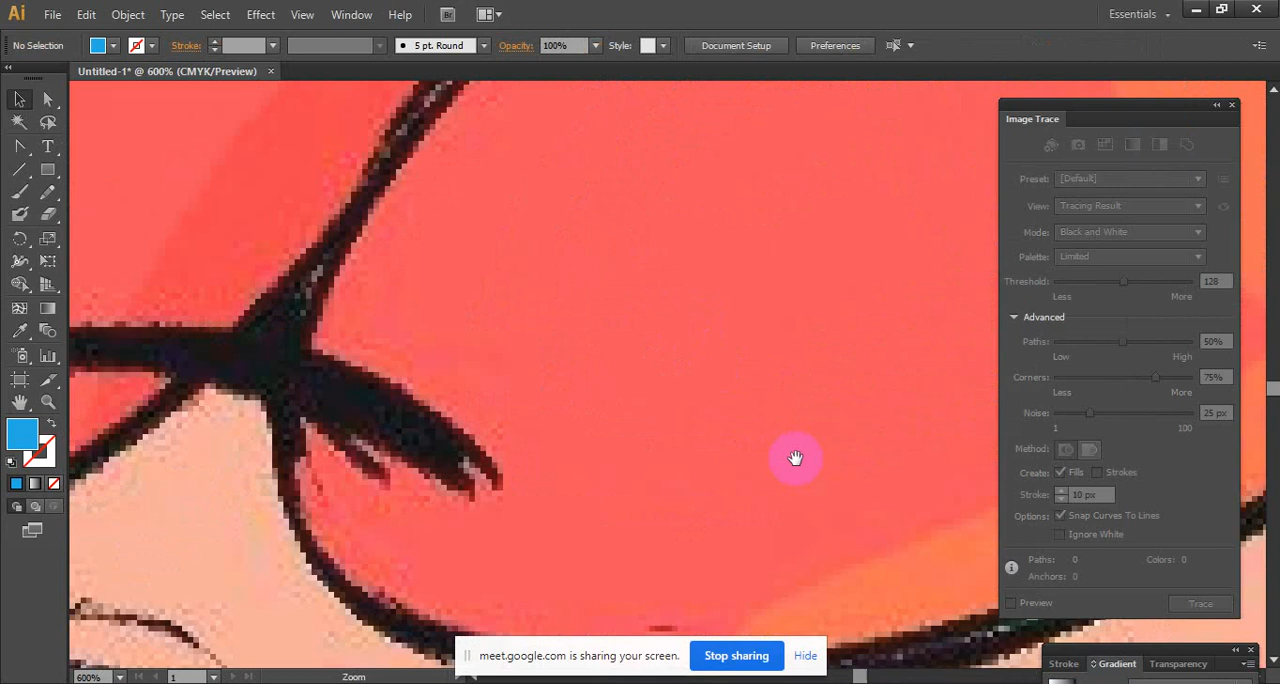 Ai File Edit Object Type Select Effect View Window Help Br Essentials
No Selection Stroke: 5 pt. Round Opacity: 100% Style: Document Setup Preferences
Untitled-1* @ 600% (CMYK/Preview)
Image Trace
Preset: [Default]
View: Tracing Result
Mode: Black and White
Palette: Limited
Threshold: 128
Less More
Advanced
Paths: 50%
Low High
Corners: 75%
Less More
Noise: 25 px
1 100
Method:
Create: Fills Strokes
Stroke: 10 px
Options: Snap Curves To Lines
Ignore White
Paths: 0 Colors: 0
Anchors: 0
Preview Trace
meet.google.com is sharing your screen. Stop sharing Hide
Stroke Gradient Transparency
600% 1 Zoom